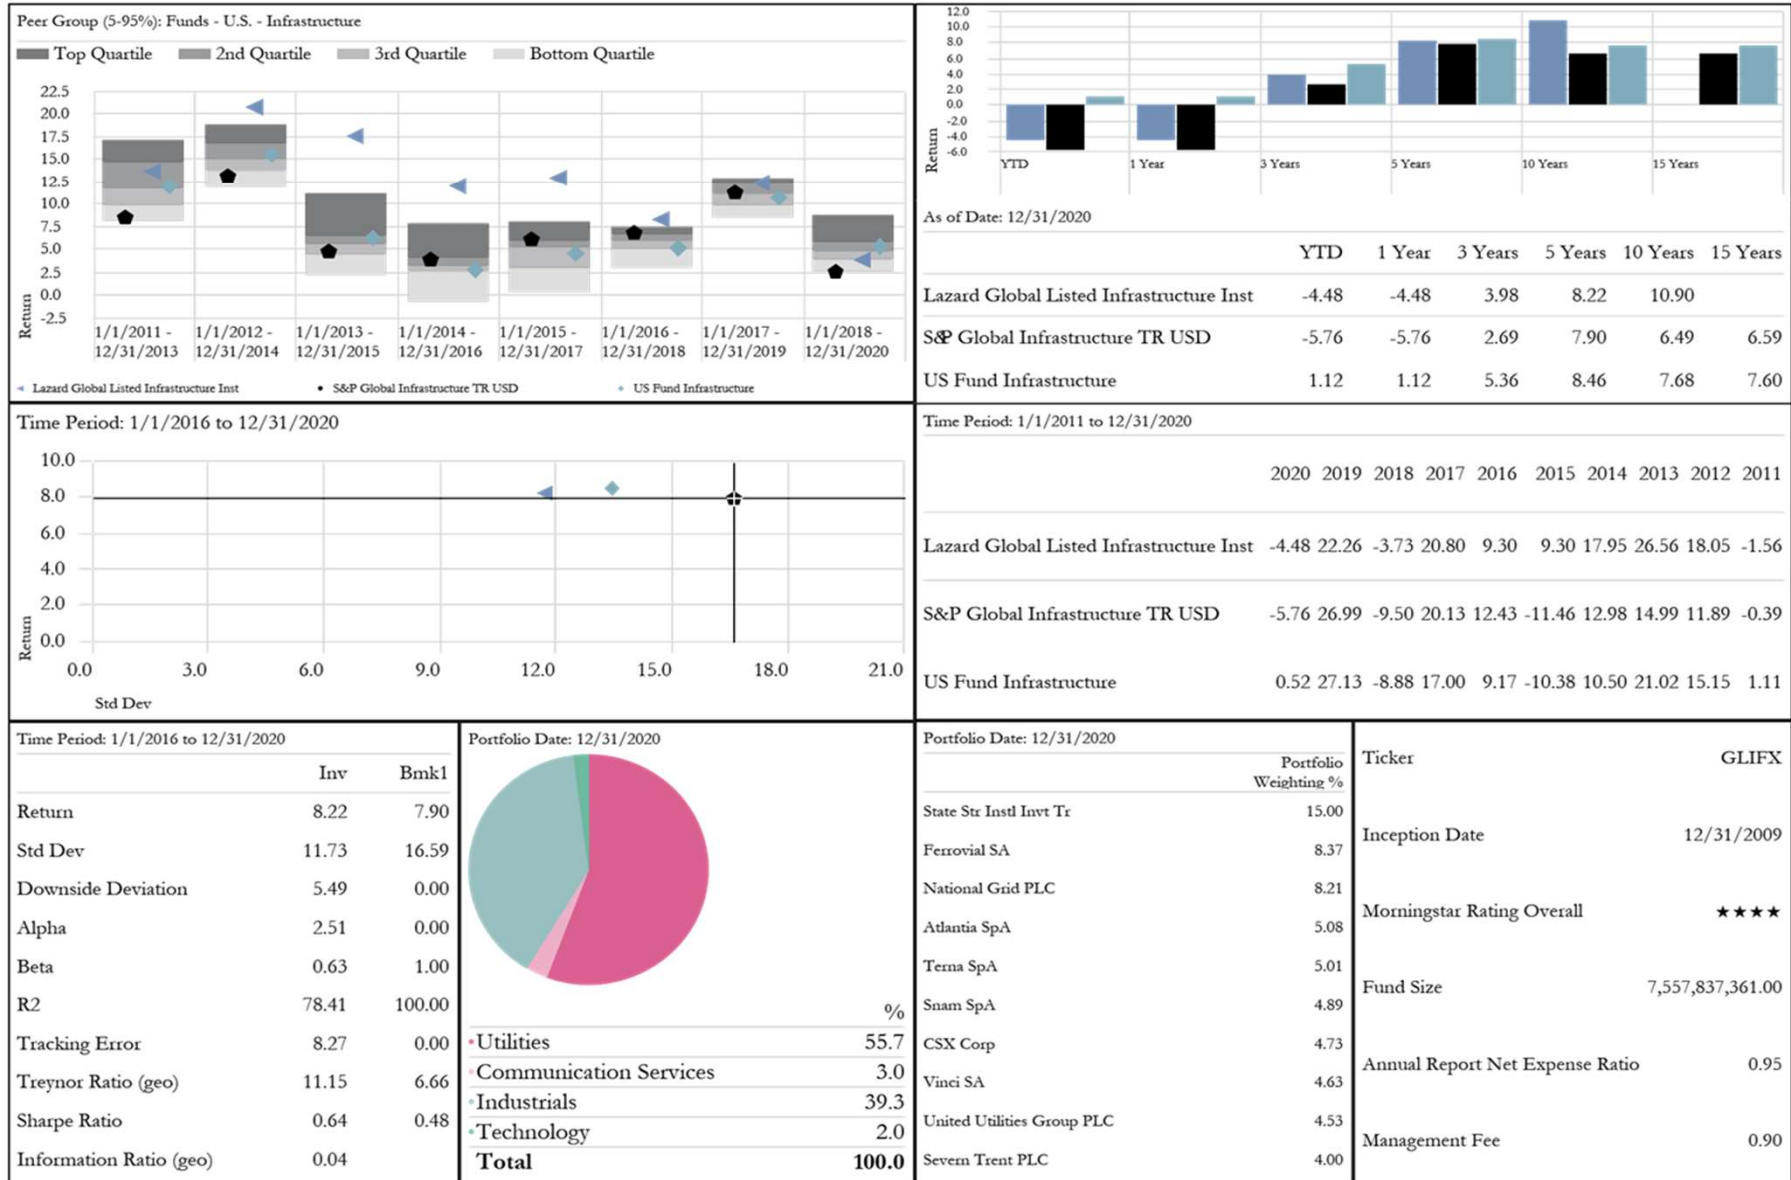 Peer Group (5-95%): Funds - U.S. - Infrastructure
Top Quartile 2nd Quartile 3rd Quartile Bottom Quartile
22.5
20.0
17.5
15.0
12.5
10.0
7.5
5.0
2.5
0.0
-2.5
Return
1/1/2011 - 1/1/2012 - 1/1/2013 - 1/1/2014 - 1/1/2015 - 1/1/2016 - 1/1/2017 - 1/1/2018 -
12/31/2013 12/31/2014 12/31/2015 12/31/2016 12/31/2017 12/31/2018 12/31/2019 12/31/2020
Lazard Global Listed Infrastructure Inst S&P Global Infrastructure TR USD US Fund Infrastructure
12.0
10.0
8.0
6.0
4.0
2.0
0.0
-2.0
-4.0
-6.0
Return
YTD 1 Year 3 Years 5 Years 10 Years 15 Years
As of Date: 12/31/2020
YTD 1 Year 3 Years 5 Years 10 Years 15 Years
Lazard Global Listed Infrastructure Inst -4.48 -4.48 3.98 8.22 10.90
S&P Global Infrastructure TR USD -5.76 -5.76 2.69 7.90 6.49 6.59
US Fund Infrastructure 1.12 1.12 5.36 8.46 7.68 7.60
Time Period: 1/1/2016 to 12/31/2020
10.0
8.0
6.0
4.0
2.0
0.0
Return
0.0 3.0 6.0 9.0 12.0 15.0 18.0 21.0
Std Dev
Time Period: 1/1/2011 to 12/31/2020
2020 2019 2018 2017 2016 2015 2014 2013 2012 2011
Lazard Global Listed Infrastructure Inst -4.48 22.26 -3.73 20.80 9.30 9.30 17.95 26.56 18.05 -1.56
S&P Global Infrastructure TR USD -5.76 26.99 -9.50 20.13 12.43 -11.46 12.98 14.99 11.89 -0.39
US Fund Infrastructure 0.52 27.13 -8.88 17.00 9.17 -10.38 10.50 21.02 15.15 1.11
Time Period: 1/1/2016 to 12/31/2020
Inv Bmk1
Return 8.22 7.90
Std Dev 11.73 16.59
Downside Deviation 5.49 0.00
Alpha 2.51 0.00
Beta 0.63 1.00
R2 78.41 100.00
Tracking Error 8.27 0.00
Treynor Ratio (geo) 11.15 6.66
Sharpe Ratio 0.64 0.48
Information Ratio (geo) 0.04
Portfolio Date: 12/31/2020
%
Utilities 55.7
Communication Services 3.0
Industrials 39.3
Technology 2.0
Total 100.0
Portfolio Date: 12/31/2020
Portfolio
Weighting %
State Str Instl Invt Tr 15.00
Ferrovial SA 8.37
National Grid PLC 8.21
Atlantia SpA 5.08
Terna SpA 5.01
Snam SpA 4.89
CSX Corp 4.73
Vinci SA 4.63
United Utilities Group PLC 4.53
Severn Trent PLC 4.00
Ticker GLIFX
Inception Date 12/31/2009
Morningstar Rating Overall ★★★★
Fund Size 7,557,837,361.00
Annual Report Net Expense Ratio 0.95
Management Fee 0.90